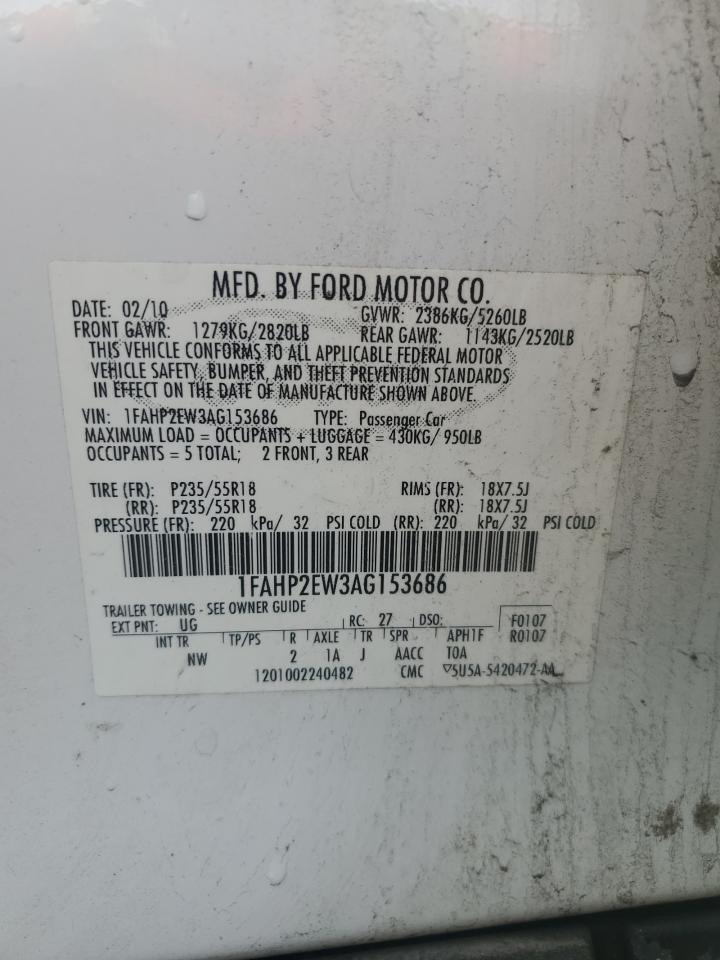 MFD. BY FORD MOTOR CO.
DATE: 02/10 GVWR: 2386KG/5260LB
FRONT GAWR: 1279KG/2820LB REAR GAWR: 1143KG/2520LB
THIS VEHICLE CONFORMS TO ALL APPLICABLE FEDERAL MOTOR
VEHICLE SAFETY, BUMPER, AND THEFT PREVENTION STANDARDS
IN EFFECT ON THE DATE OF MANUFACTURE SHOWN ABOVE.
VIN: 1FAHP2EW3AG153686 TYPE: Passenger Car
MAXIMUM LOAD = OCCUPANTS + LUGGAGE = 430KG/ 950LB
OCCUPANTS = 5 TOTAL; 2 FRONT, 3 REAR
TIRE (FR): P235/55R18 RIMS (FR): 18X7.5J
(RR): P235/55R18 (RR): 18X7.5J
PRESSURE (FR): 220 kPa/ 32 PSI COLD (RR): 220 kPa/ 32 PSI COLD
1FAHP2EW3AG153686
TRAILER TOWING - SEE OWNER GUIDE
EXT PNT: UG RC: 27 DSO: F0107
INT TR TP/PS R AXLE TR SPR APH1F R0107
NW 2 1A J AACC TOA
1201002240482 CMC ▽5U5A-5420472-AA